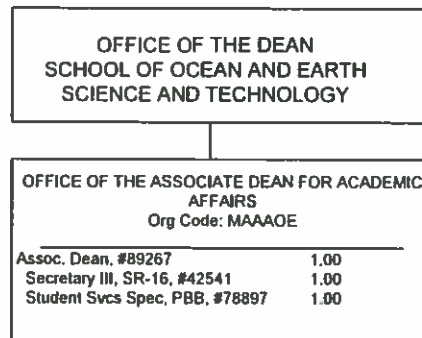 OFFICE OF THE DEAN
SCHOOL OF OCEAN AND EARTH
SCIENCE AND TECHNOLOGY
OFFICE OF THE ASSOCIATE DEAN FOR ACADEMIC
AFFAIRS
Org Code: MAAAOE
Assoc. Dean, #89267 1.00
Secretary III, SR-16, #42541 1.00
Student Svcs Spec, PBB, #78897 1.00